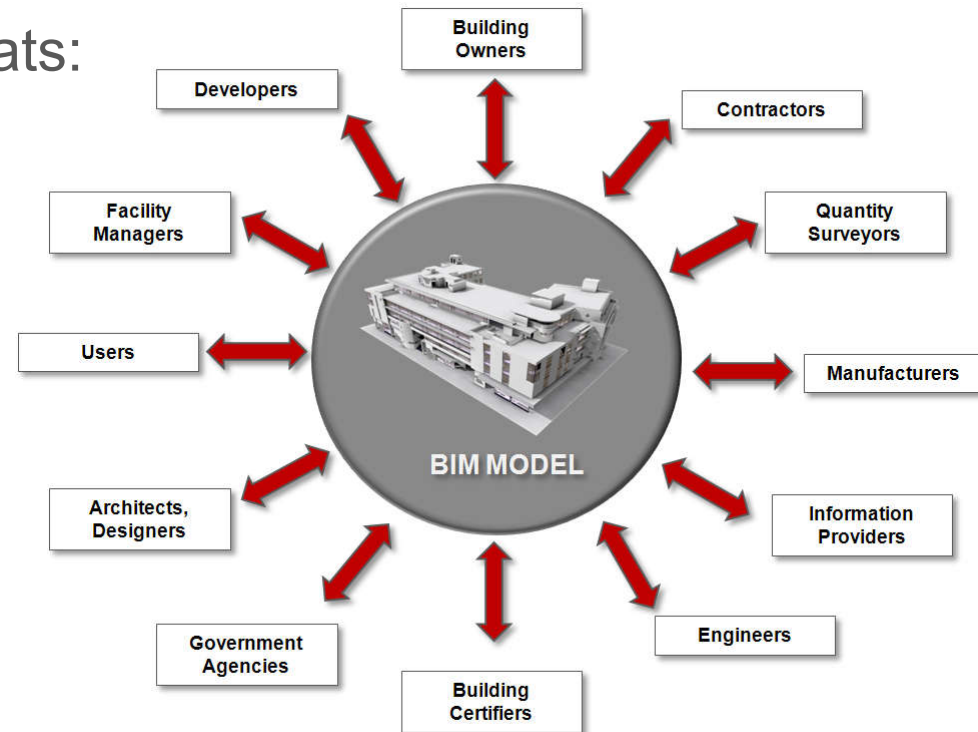 ats:
Building
Owners
Developers
Contractors
Facility
Managers
Quantity
Surveyors
Users
Manufacturers
BIM MODEL
Architects,
Designers
Information
Providers
Government
Agencies
Engineers
Building
Certifiers